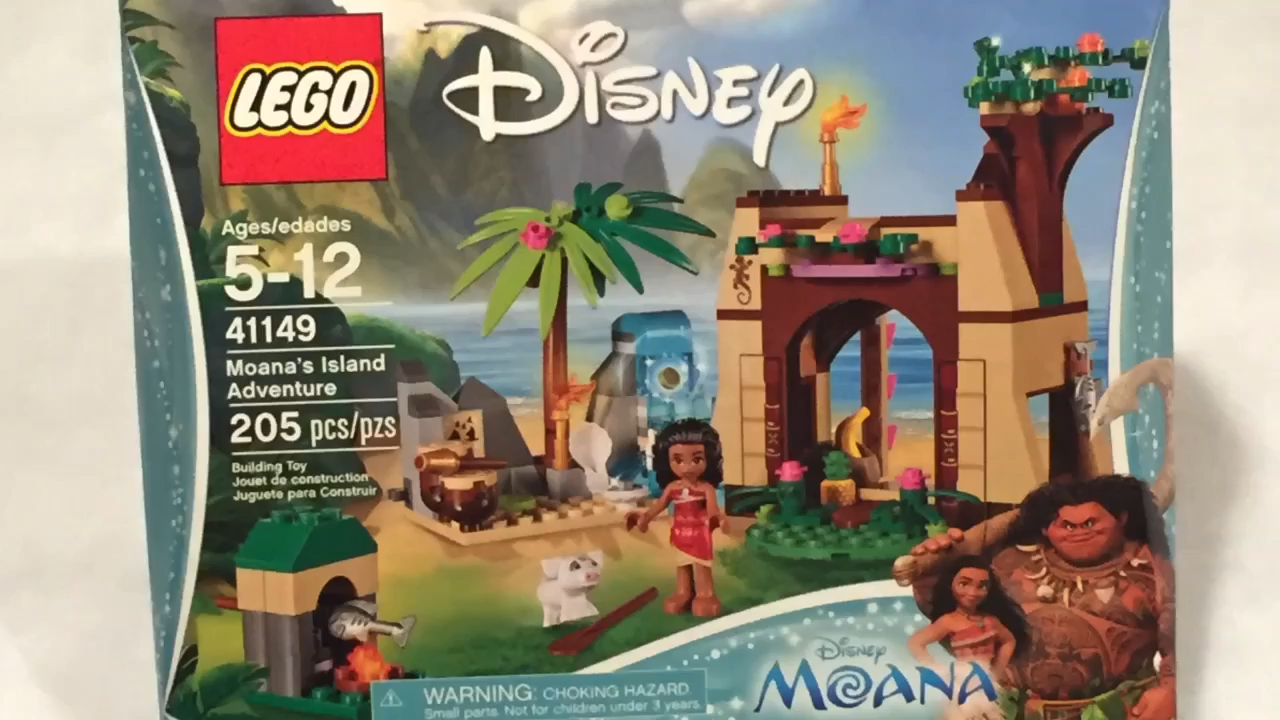 LEGO
DISNEY
Ages/edades
5-12
41149
Moana's Island
Adventure
205 pcs/pzs
Building Toy
Jouet de construction
Juguete para Construir
WARNING: CHOKING HAZARD.
Small parts. Not for children under 3 years.
DISNEY
MOANA